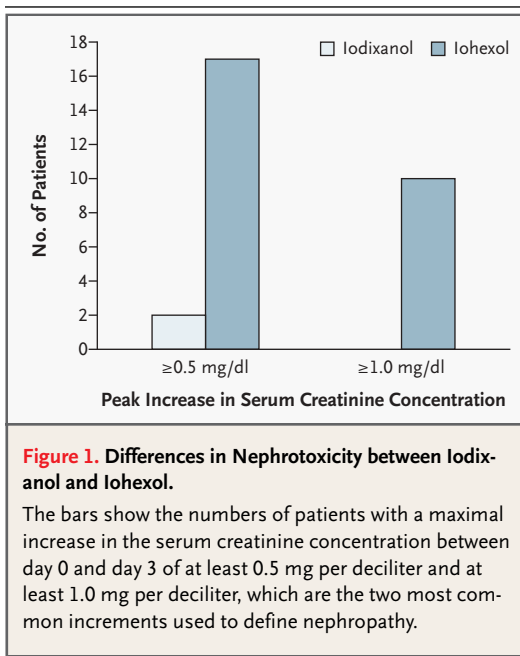 18
16
14
12
10
8
6
4
2
0
No. of Patients
Iodixanol Iohexol
≥0.5 mg/dl ≥1.0 mg/dl
Peak Increase in Serum Creatinine Concentration
Figure 1. Differences in Nephrotoxicity between Iodix-
anol and Iohexol.
The bars show the numbers of patients with a maximal
increase in the serum creatinine concentration between
day 0 and day 3 of at least 0.5 mg per deciliter and at
least 1.0 mg per deciliter, which are the two most com-
mon increments used to define nephropathy.